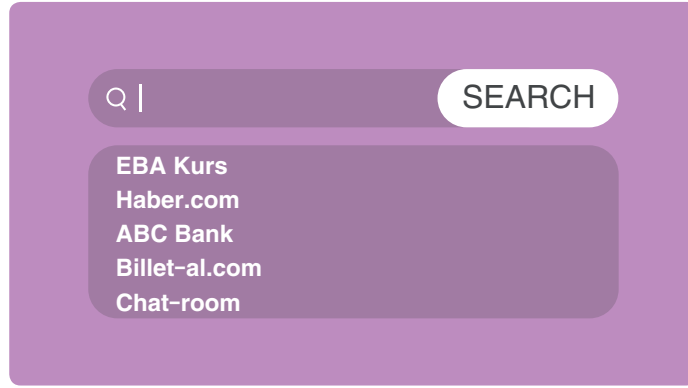 SEARCH
EBA Kurs
Haber.com
ABC Bank
Billet-al.com
Chat-room